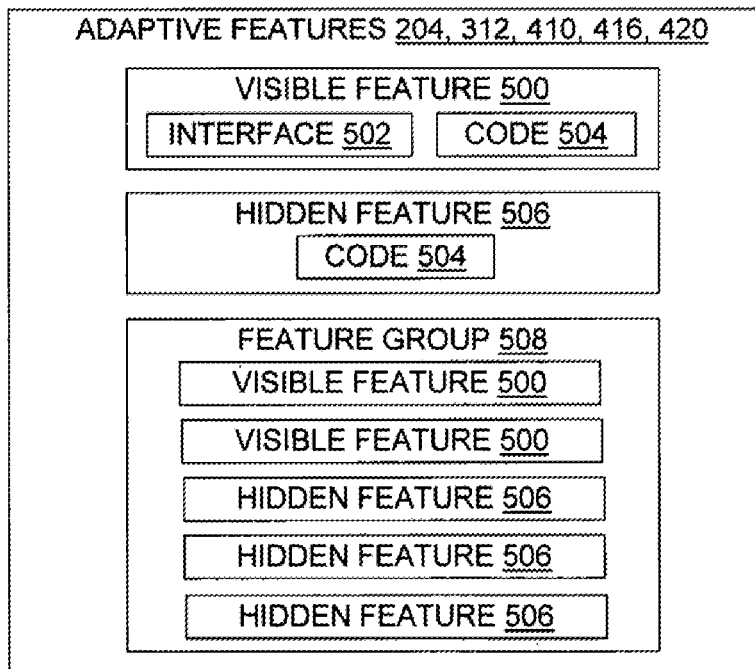 ADAPTIVE FEATURES 204, 312, 410, 416, 420
VISIBLE FEATURE 500
INTERFACE 502 CODE 504
HIDDEN FEATURE 506
CODE 504
FEATURE GROUP 508
VISIBLE FEATURE 500
VISIBLE FEATURE 500
HIDDEN FEATURE 506
HIDDEN FEATURE 506
HIDDEN FEATURE 506